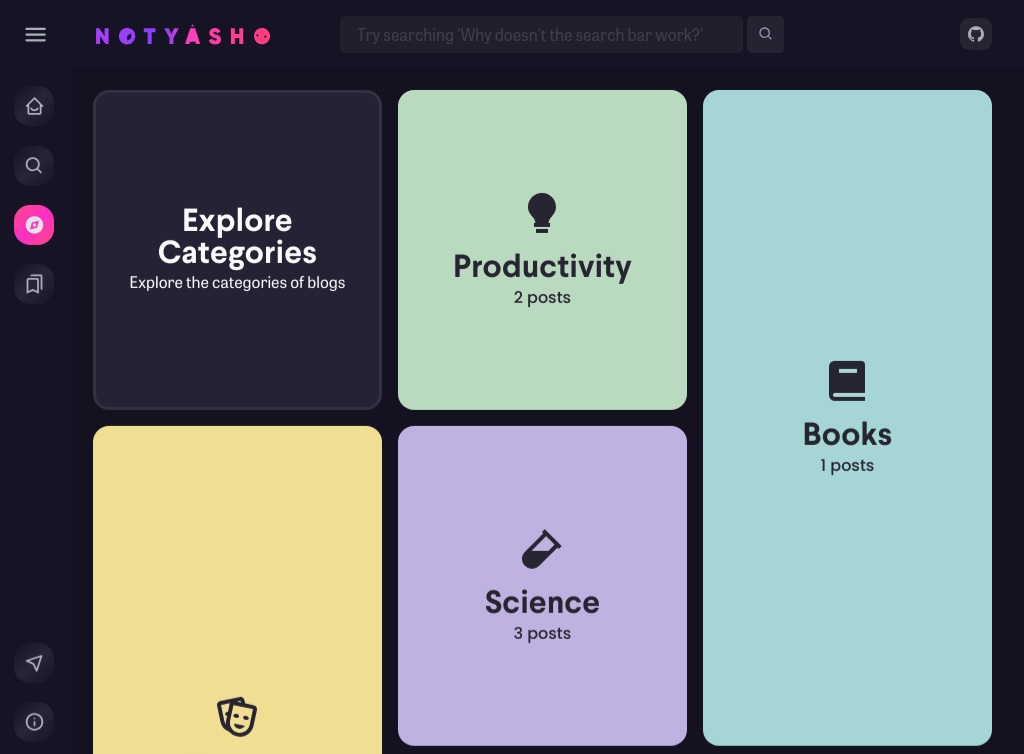 NOTYASHO
Try searching 'Why doesn't the search bar work?'
Explore
Categories
Explore the categories of blogs
Productivity
2 posts
Books
1 posts
Science
3 posts